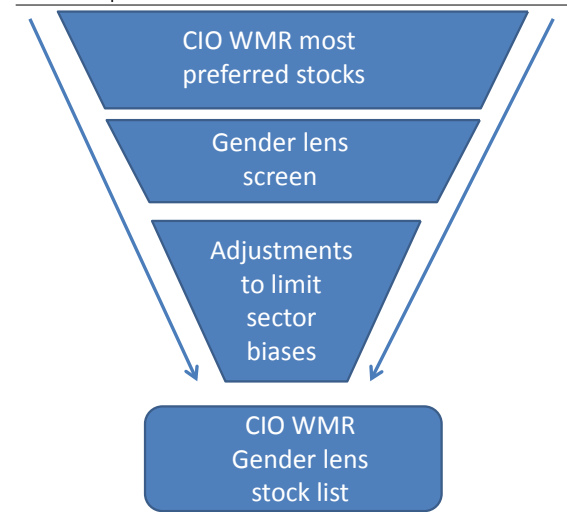 CIO WMR most
preferred stocks
Gender lens
screen
Adjustments
to limit
sector
biases
CIO WMR
Gender lens
stock list